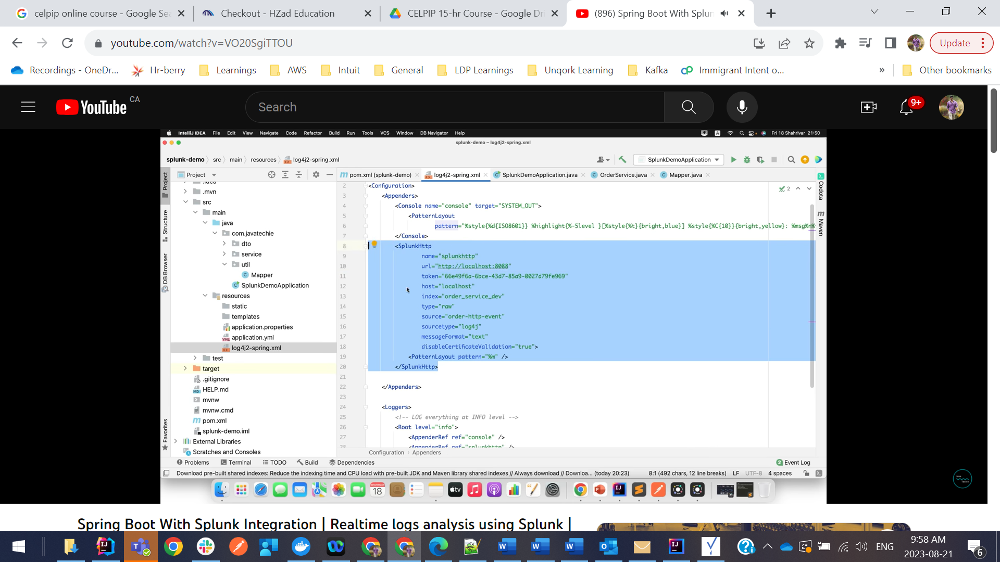 celpip online course - Google Sea
Checkout - HZad Education
CELPIP 15-hr Course - Google Dri
(896) Spring Boot With Splun
youtube.com/watch?v=VO20SgiTTOU
Update
Recordings - OneDr...
Hr-berry
Learnings
AWS
Intuit
General
LDP Learnings
Unqork Learning
Kafka
Immigrant Intent o...
»
Other bookmarks
YouTube CA
Search
9+
IntelliJ IDEA File Edit View Navigate Code Refactor Build Run Tools VCS Window DB Navigator Help
A
Fri 18 Shahrivar 21:50
splunk-demo – log4j2-spring.xml
splunk-demo src main resources log4j2-spring.xml
SplunkDemoApplication
Project
pom.xml (splunk-demo)
log4j2-spring.xml
SplunkDemoApplication.java
OrderService.java
Mapper.java
Project
Structure
DB Browser
Favorites
Codota
Maven
.idea
.mvn
src
main
java
com.javatechie
dto
service
util
Mapper
SplunkDemoApplication
resources
static
templates
application.properties
application.yml
log4j2-spring.xml
test
target
.gitignore
HELP.md
mvnw
mvnw.cmd
pom.xml
splunk-demo.iml
External Libraries
Scratches and Consoles
2
2 <Configuration>
3 <Appenders>
4 <Console name="console" target="SYSTEM_OUT">
5 <PatternLayout
6 pattern="%style{%d{ISO8601}} %highlight{%-5level }[%style{%t}{bright,blue}] %style{%C{10}}{bright,yellow}: %msg%n%
7 </Console>
8 <SplunkHttp
9 name="splunkhttp"
10 url="http://localhost:8088"
11 token="66e49f6a-6bce-43d7-85a9-0027d79fe969"
12 host="localhost"
13 index="order_service_dev"
14 type="raw"
15 source="order-http-event"
16 sourcetype="log4j"
17 messageFormat="text"
18 disableCertificateValidation="true">
19 <PatternLayout pattern="%m" />
20 </SplunkHttp>
21
22 </Appenders>
23
24 <Loggers>
25 <!-- LOG everything at INFO level -->
26 <Root level="info">
27 <AppenderRef ref="console" />
28 <AppenderRef ref="splunkhttp" />
Configuration Appenders
Problems Terminal TODO Build Dependencies
2 Event Log
Download pre-built shared indexes: Reduce the indexing time and CPU load with pre-built JDK and Maven library shared indexes // Always download // Downloa... (today 20:23)
8:1 (492 chars, 12 line breaks) LF UTF-8 4 spaces
18
tv
Spring Boot With Splunk Integration | Realtime logs analysis using Splunk |
ENG
9:58 AM
2023-08-21
6